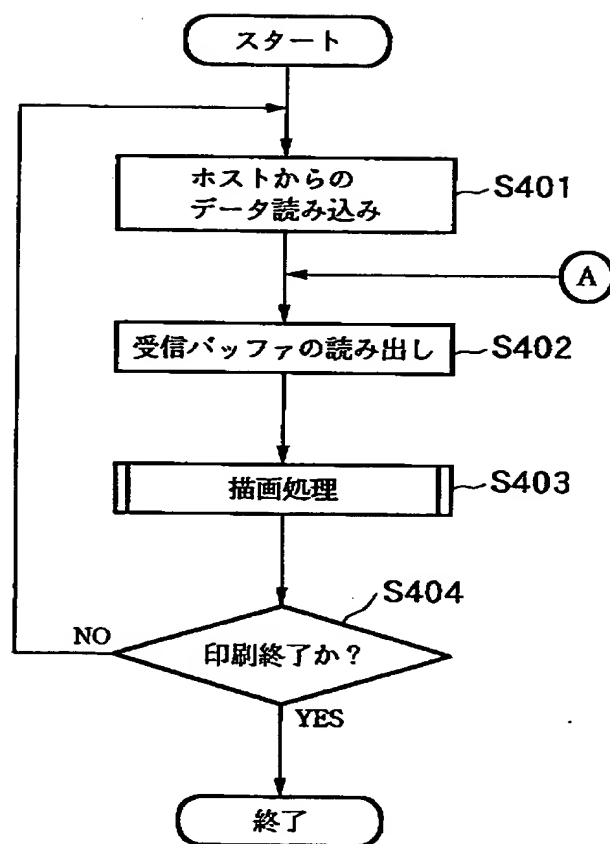 スタート
ホストからの
データ読み込み
S401
A
受信バッファの読み出し
S402
描画処理
S403
S404
印刷終了か？
NO
YES
終了